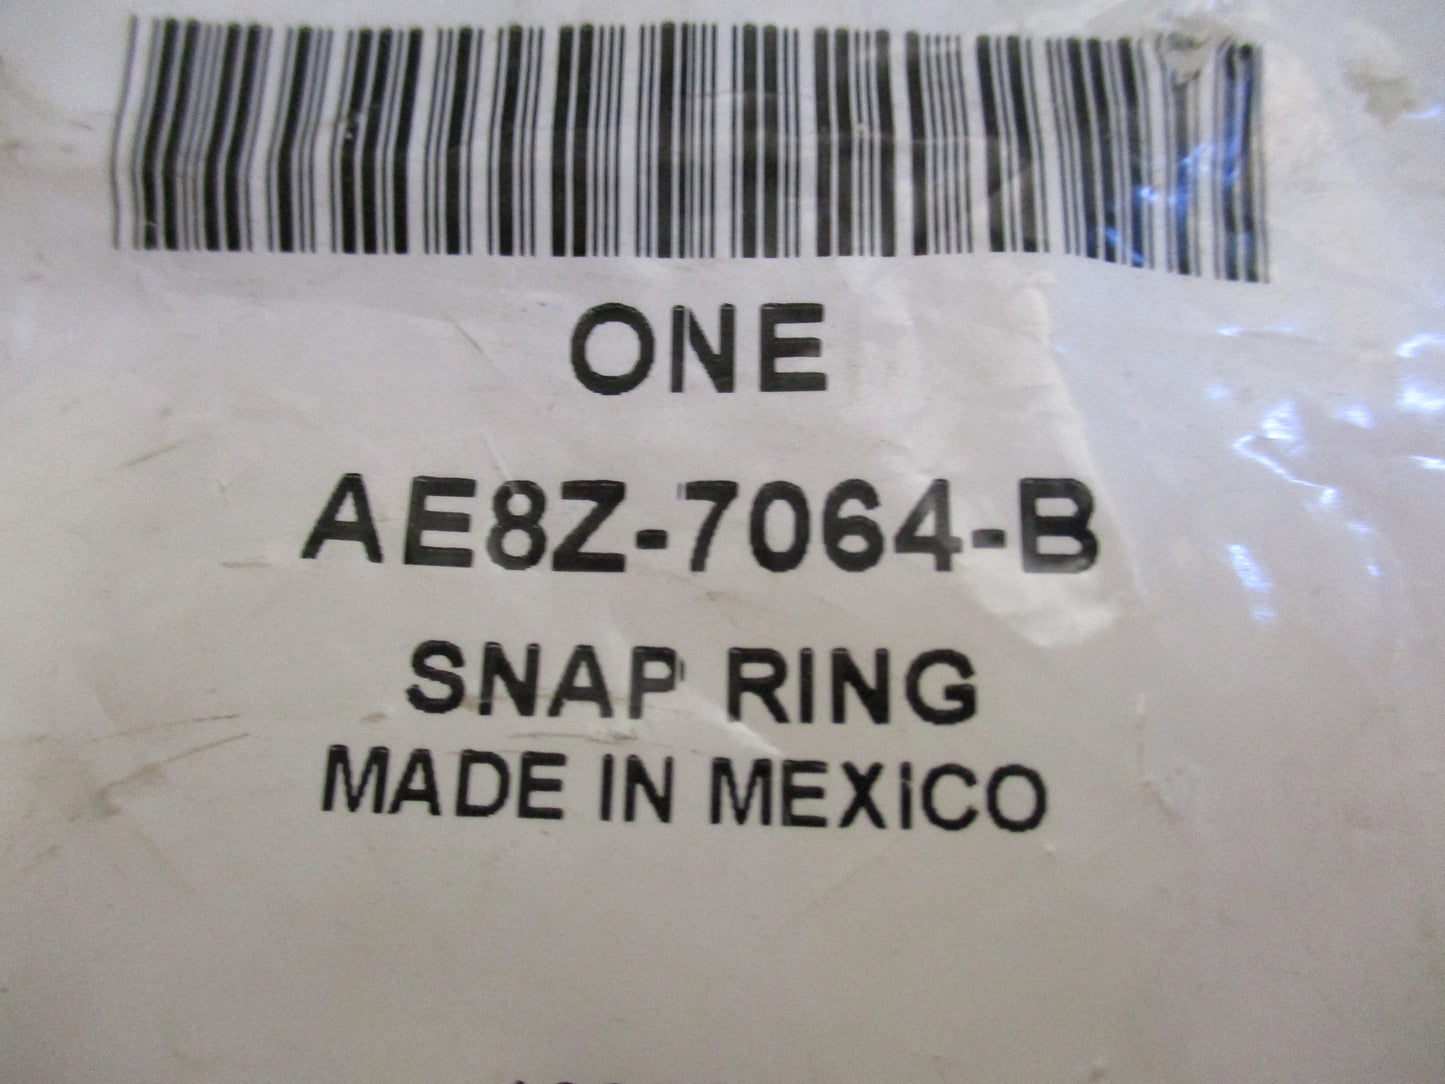 ONE
AE8Z-7064-B
SNAP RING
MADE IN MEXICO